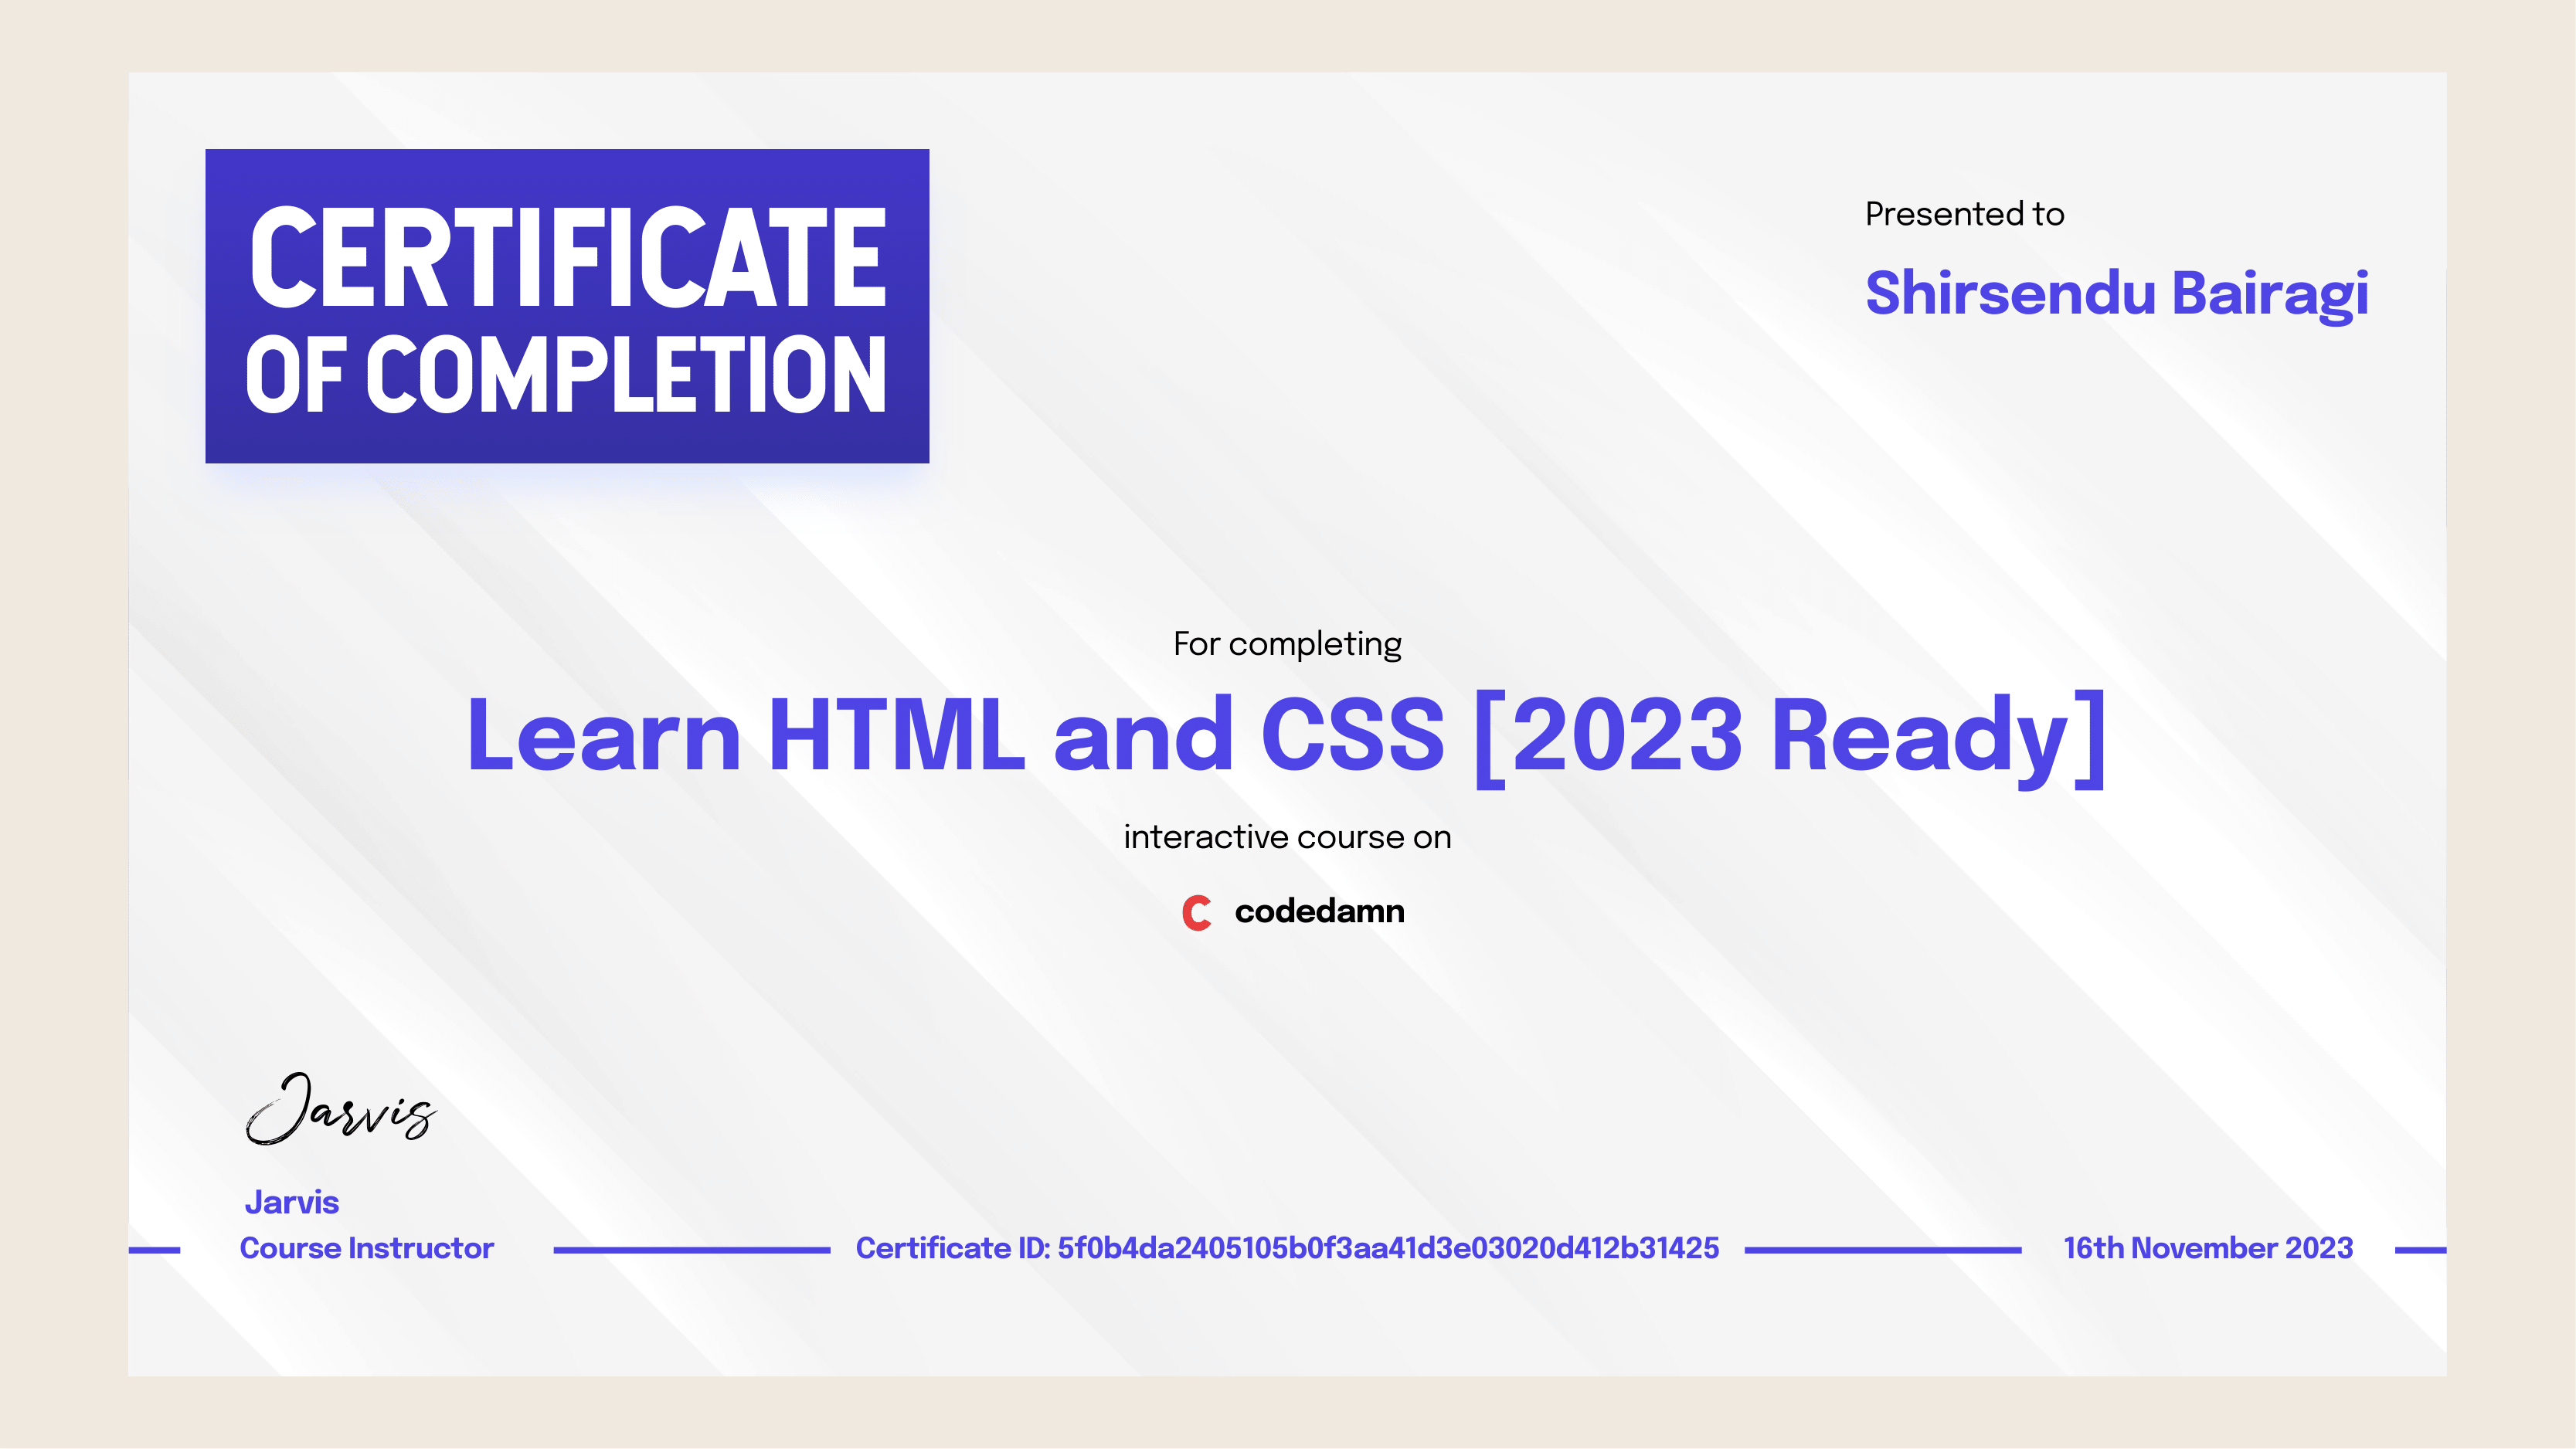 CERTIFICATE
OF COMPLETION
Presented to
Shirsendu Bairagi
For completing
Learn HTML and CSS [2023 Ready]
interactive course on
C codedamn
Jarvis
Jarvis
Course Instructor
Certificate ID: 5f0b4da2405105b0f3aa41d3e03020d412b31425
16th November 2023